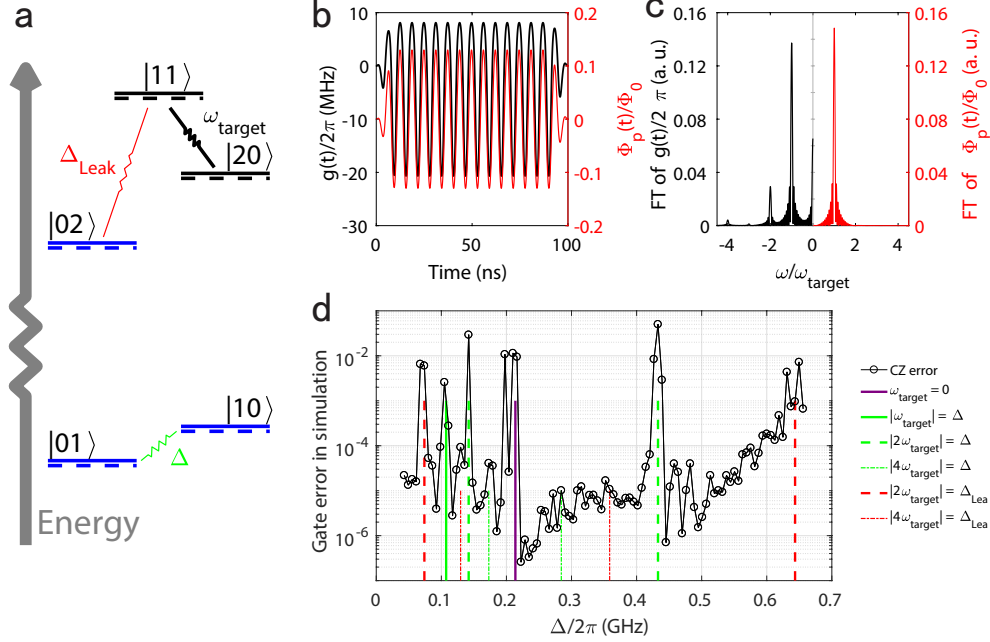 a
|11⟩
ω_target
|20⟩
Δ_Leak
|02⟩
|10⟩
|01⟩
Δ
Energy
b
g(t)/2π (MHz)
10
0
-10
-20
-30
0.2
0.1
0
-0.1
-0.2
Φ_p(t)/Φ_0
0
50
100
Time (ns)
c
FT of g(t)/2 π (a. u.)
0.16
0.12
0.08
0.04
0
0.16
0.12
0.08
0.04
0
FT of Φ_p(t)/Φ_0 (a. u.)
-4
-2
0
2
4
ω/ω_target
d
Gate error in simulation
10^-2
10^-4
10^-6
0
0.1
0.2
0.3
0.4
0.5
0.6
0.7
Δ/2π (GHz)
CZ error
ω_target = 0
|ω_target| = Δ
|2ω_target| = Δ
|4ω_target| = Δ
|2ω_target| = Δ_Lea
|4ω_target| = Δ_Lea